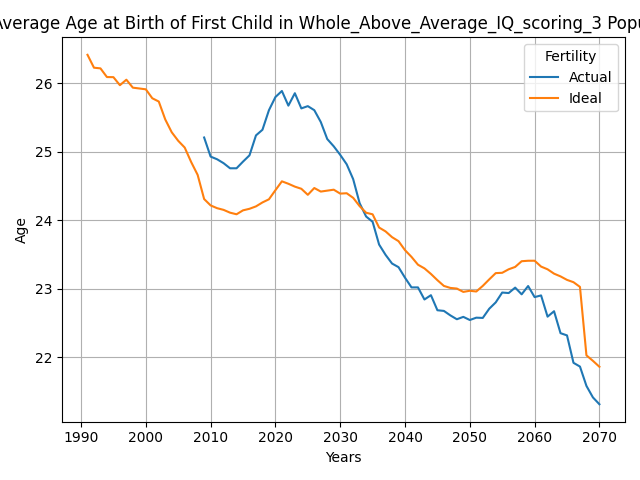 Average Age at Birth of First Child in Whole_Above_Average_IQ_scoring_3
Fertility
Actual
Ideal
26
25
24
23
22
Age
1990 2000 2010 2020 2030 2040 2050 2060 2070
Years